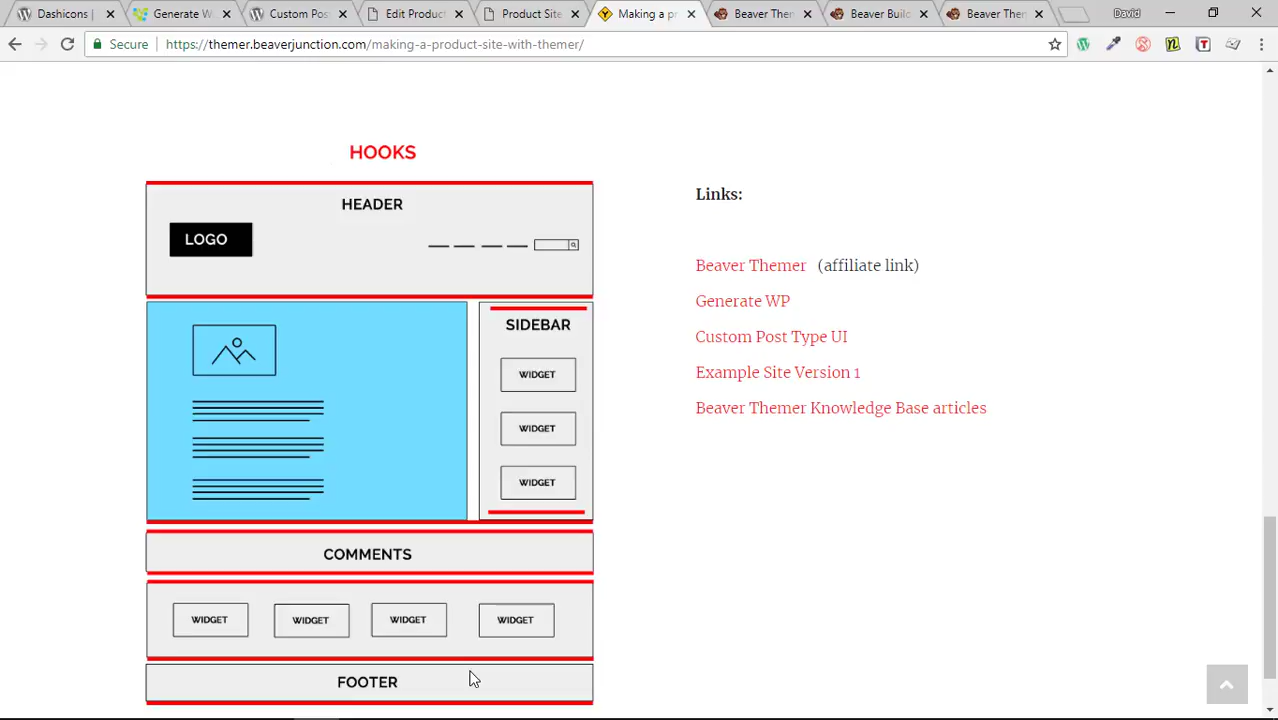 Dashicons |
Generate W
Custom Pos
Edit Product
Product Site
Making a pr
Beaver Them
Beaver Build
Beaver Them
David
Secure
https://themer.beaverjunction.com/making-a-product-site-with-themer/
HOOKS
HEADER
LOGO
SIDEBAR
WIDGET
WIDGET
WIDGET
COMMENTS
WIDGET WIDGET WIDGET WIDGET
FOOTER
Links:
Beaver Themer (affiliate link)
Generate WP
Custom Post Type UI
Example Site Version 1
Beaver Themer Knowledge Base articles